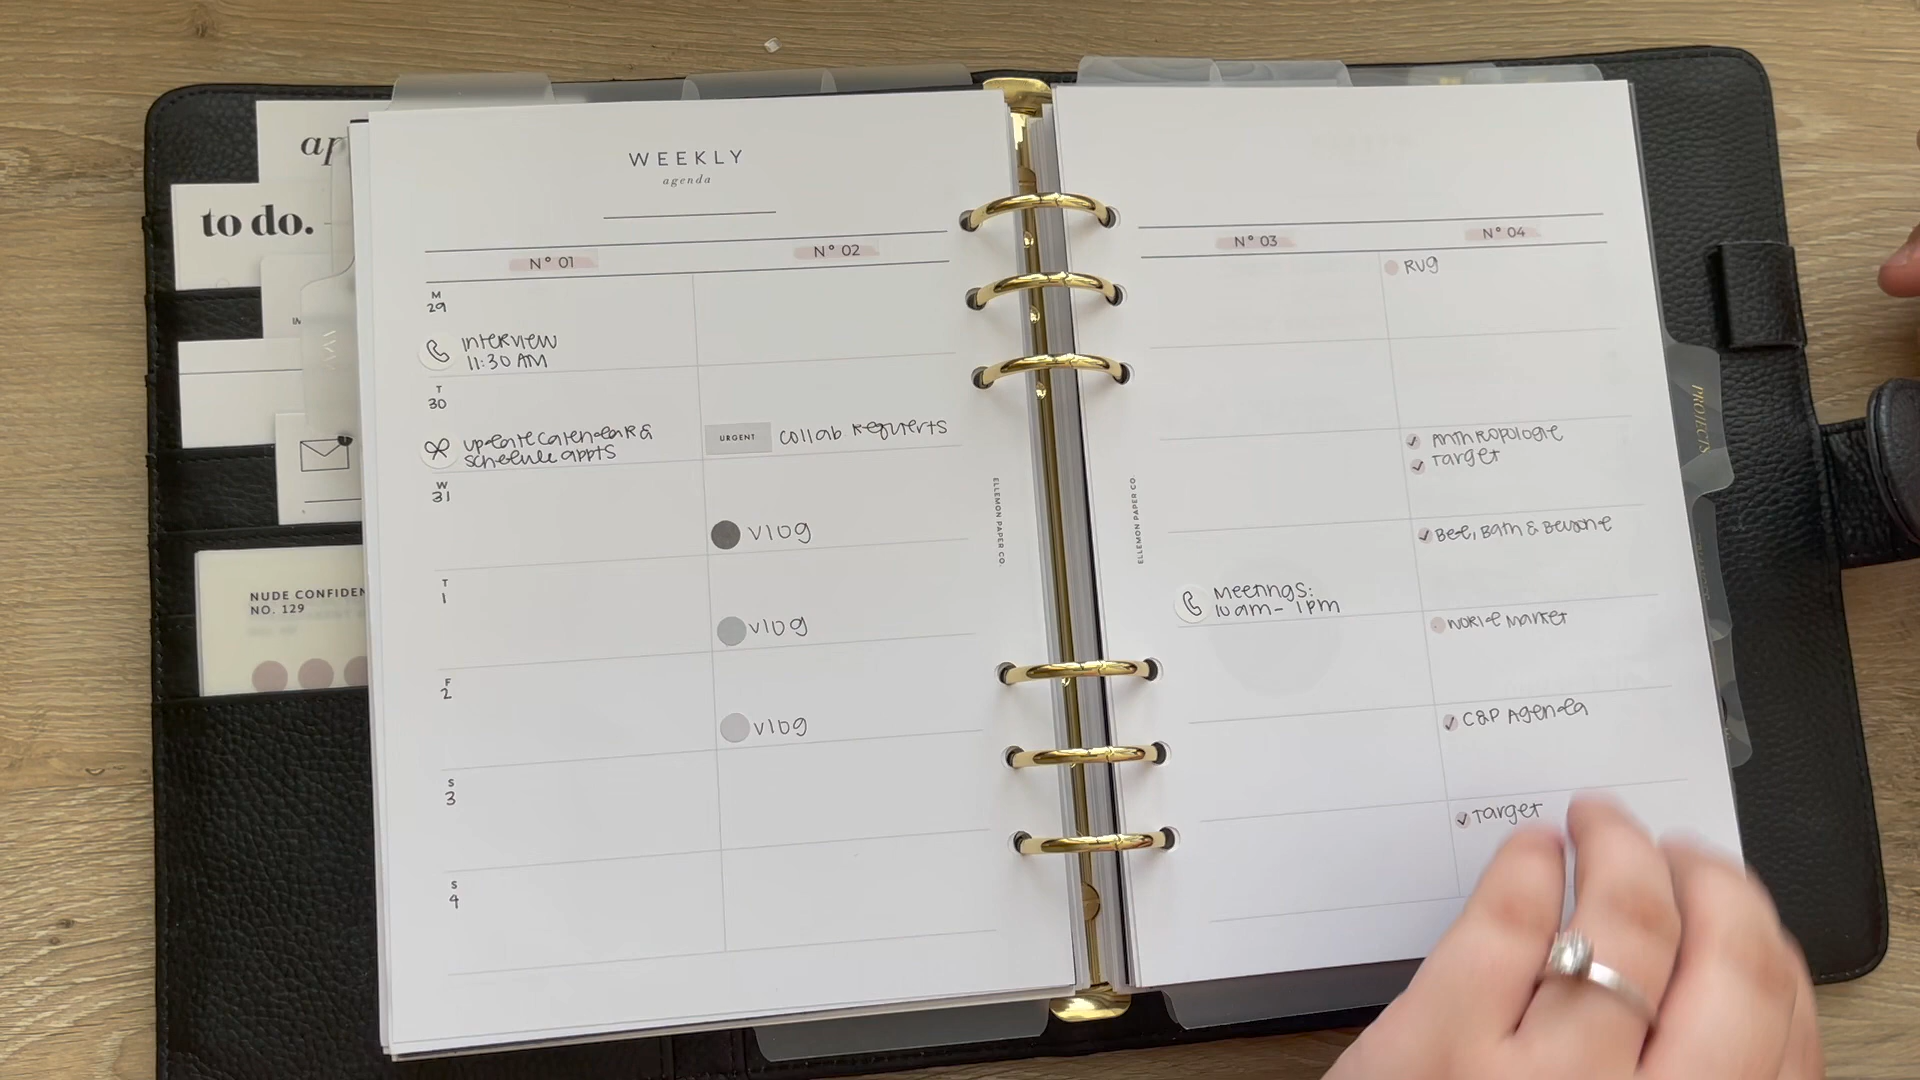 ap
to do.
NUDE CONFIDEN
NO. 129
WEEKLY
agenda
N° 01
N° 02
M
29
interview
11:30 AM
T
30
update calendar &
schedule appts
URGENT
collab requests
W
31
vlog
T
1
vlog
F
2
vlog
S
3
S
4
ELLEMON PAPER CO.
ELLEMON PAPER CO.
N° 03
N° 04
Rug
✓ Anthropologie
✓ Target
✓ Bed, Bath & Beyond
Meetings:
10am-1pm
World Market
✓ C&P Agenda
✓ Target
PROJECTS